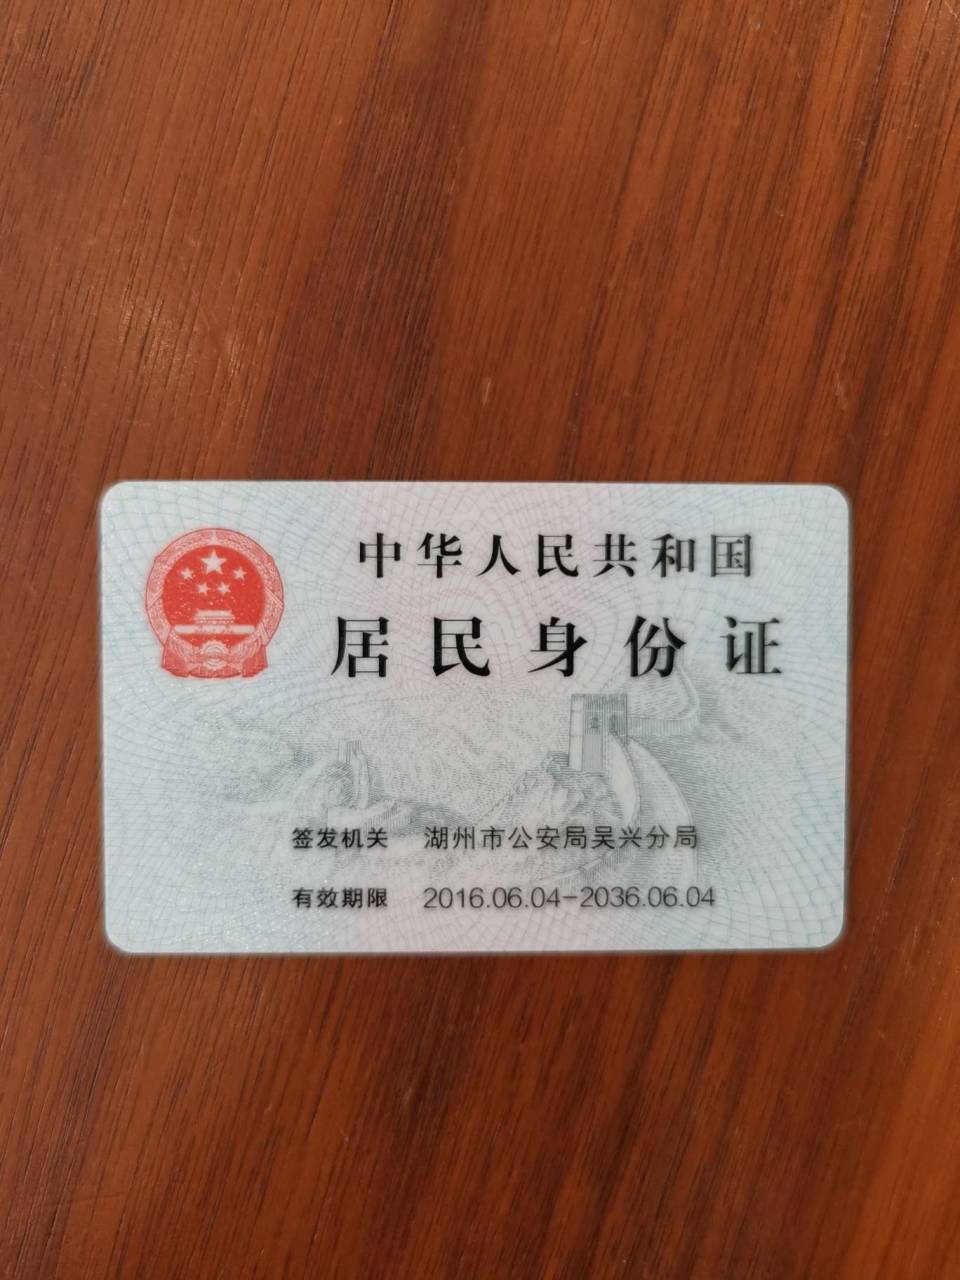 中华人民共和国
居民身份证
签发机关 湖州市公安局吴兴分局
有效期限 2016.06.04-2036.06.04